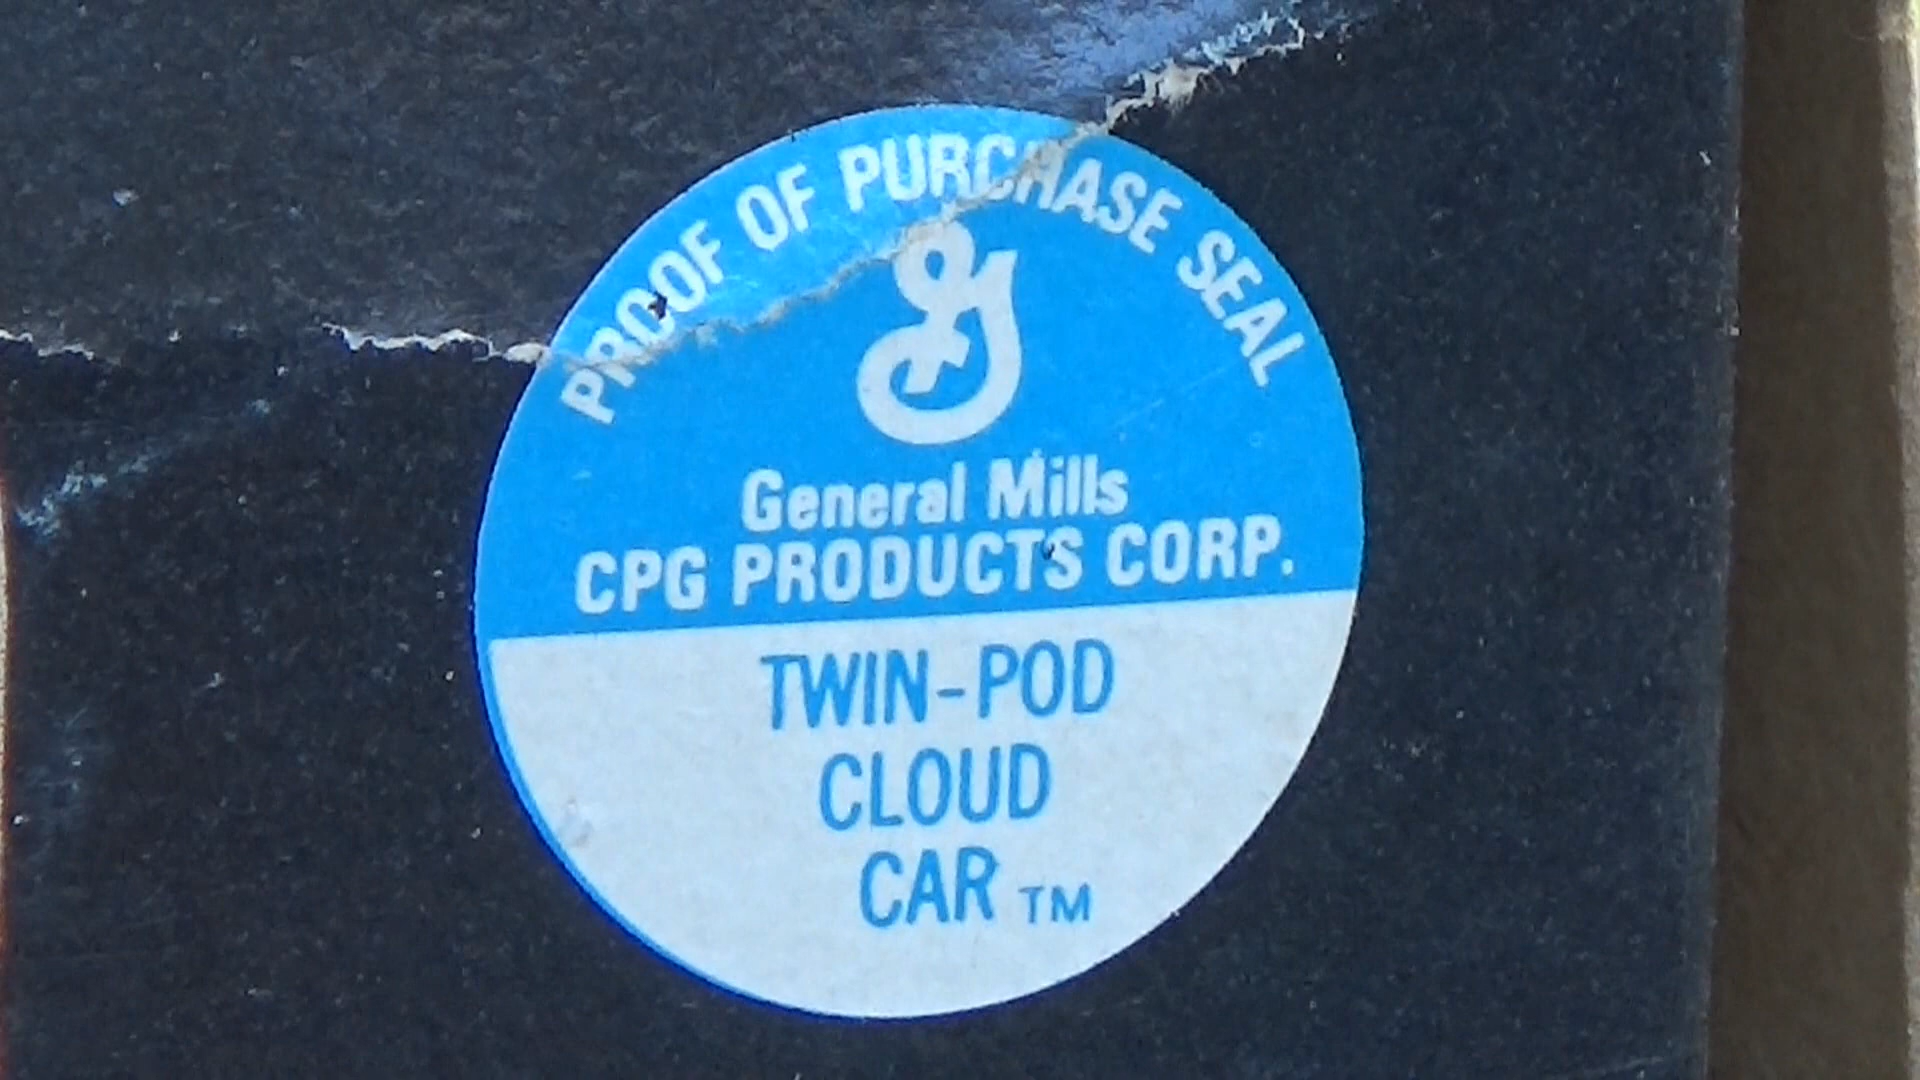 PROOF OF PURCHASE SEAL
General Mills
CPG PRODUCTS CORP.
TWIN-POD
CLOUD
CAR TM